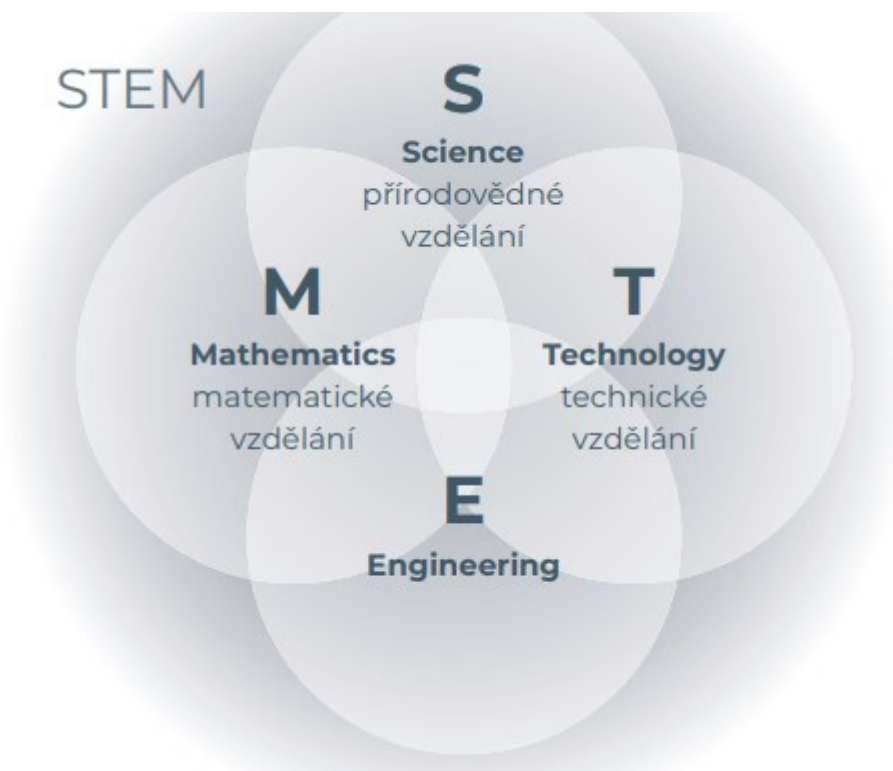 STEM
S
Science
přírodovědné
vzdělání
M
Mathematics
matematické
vzdělání
T
Technology
technické
vzdělání
E
Engineering